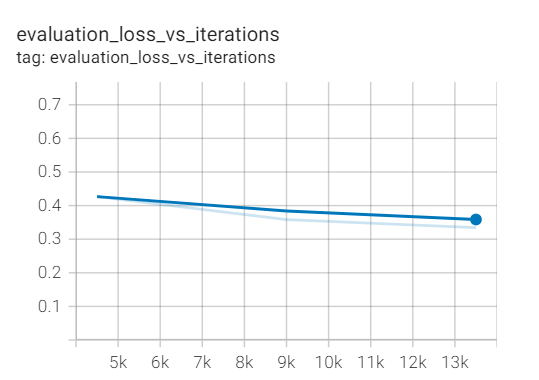 evaluation_loss_vs_iterations
tag: evaluation_loss_vs_iterations
0.7
0.6
0.5
0.4
0.3
0.2
0.1
5k 6k 7k 8k 9k 10k 11k 12k 13k